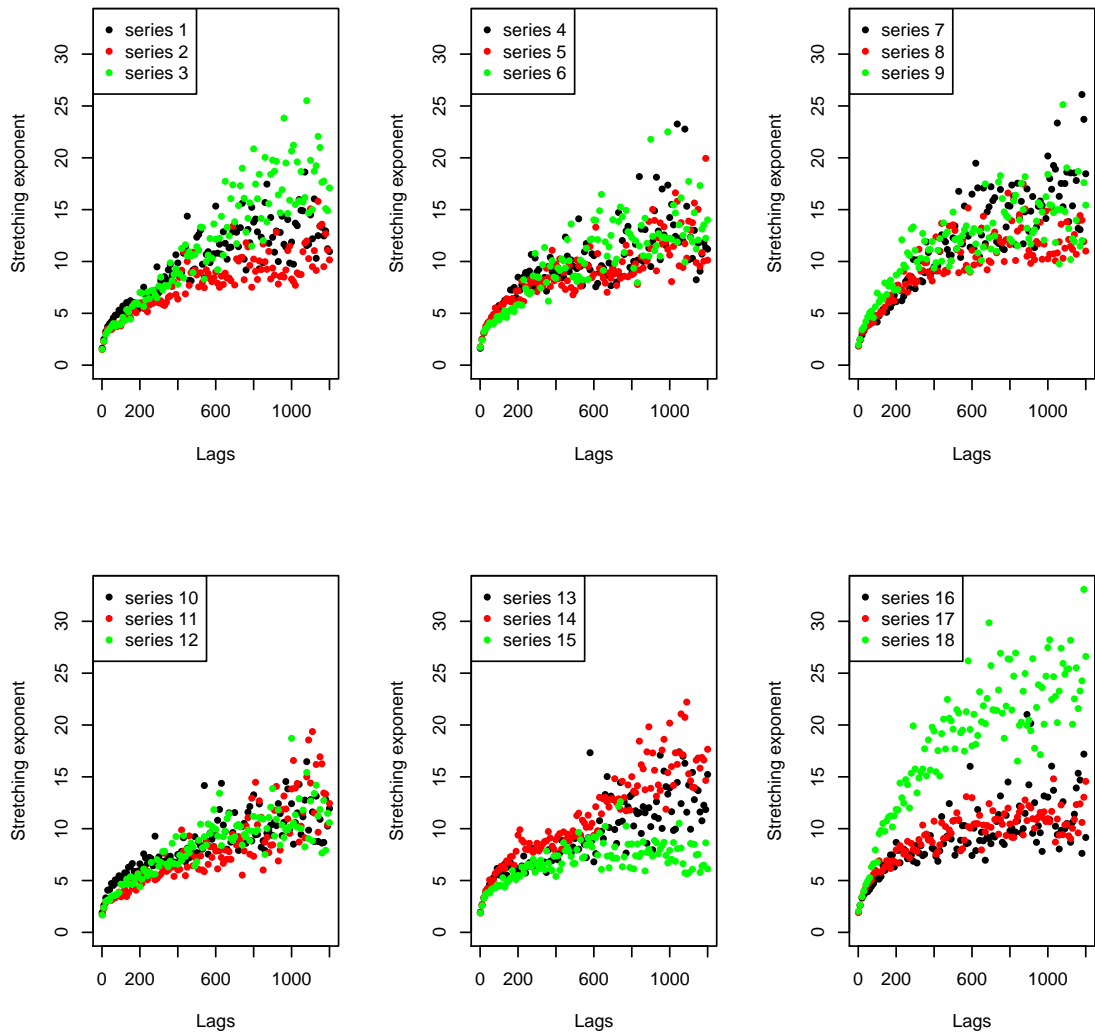 series 1
series 2
series 3
Stretching exponent
0 5 10 15 20 25 30
0 200 600 1000
Lags
series 4
series 5
series 6
Stretching exponent
0 5 10 15 20 25 30
0 200 600 1000
Lags
series 7
series 8
series 9
Stretching exponent
0 5 10 15 20 25 30
0 200 600 1000
Lags
series 10
series 11
series 12
Stretching exponent
0 5 10 15 20 25 30
0 200 600 1000
Lags
series 13
series 14
series 15
Stretching exponent
0 5 10 15 20 25 30
0 200 600 1000
Lags
series 16
series 17
series 18
Stretching exponent
0 5 10 15 20 25 30
0 200 600 1000
Lags